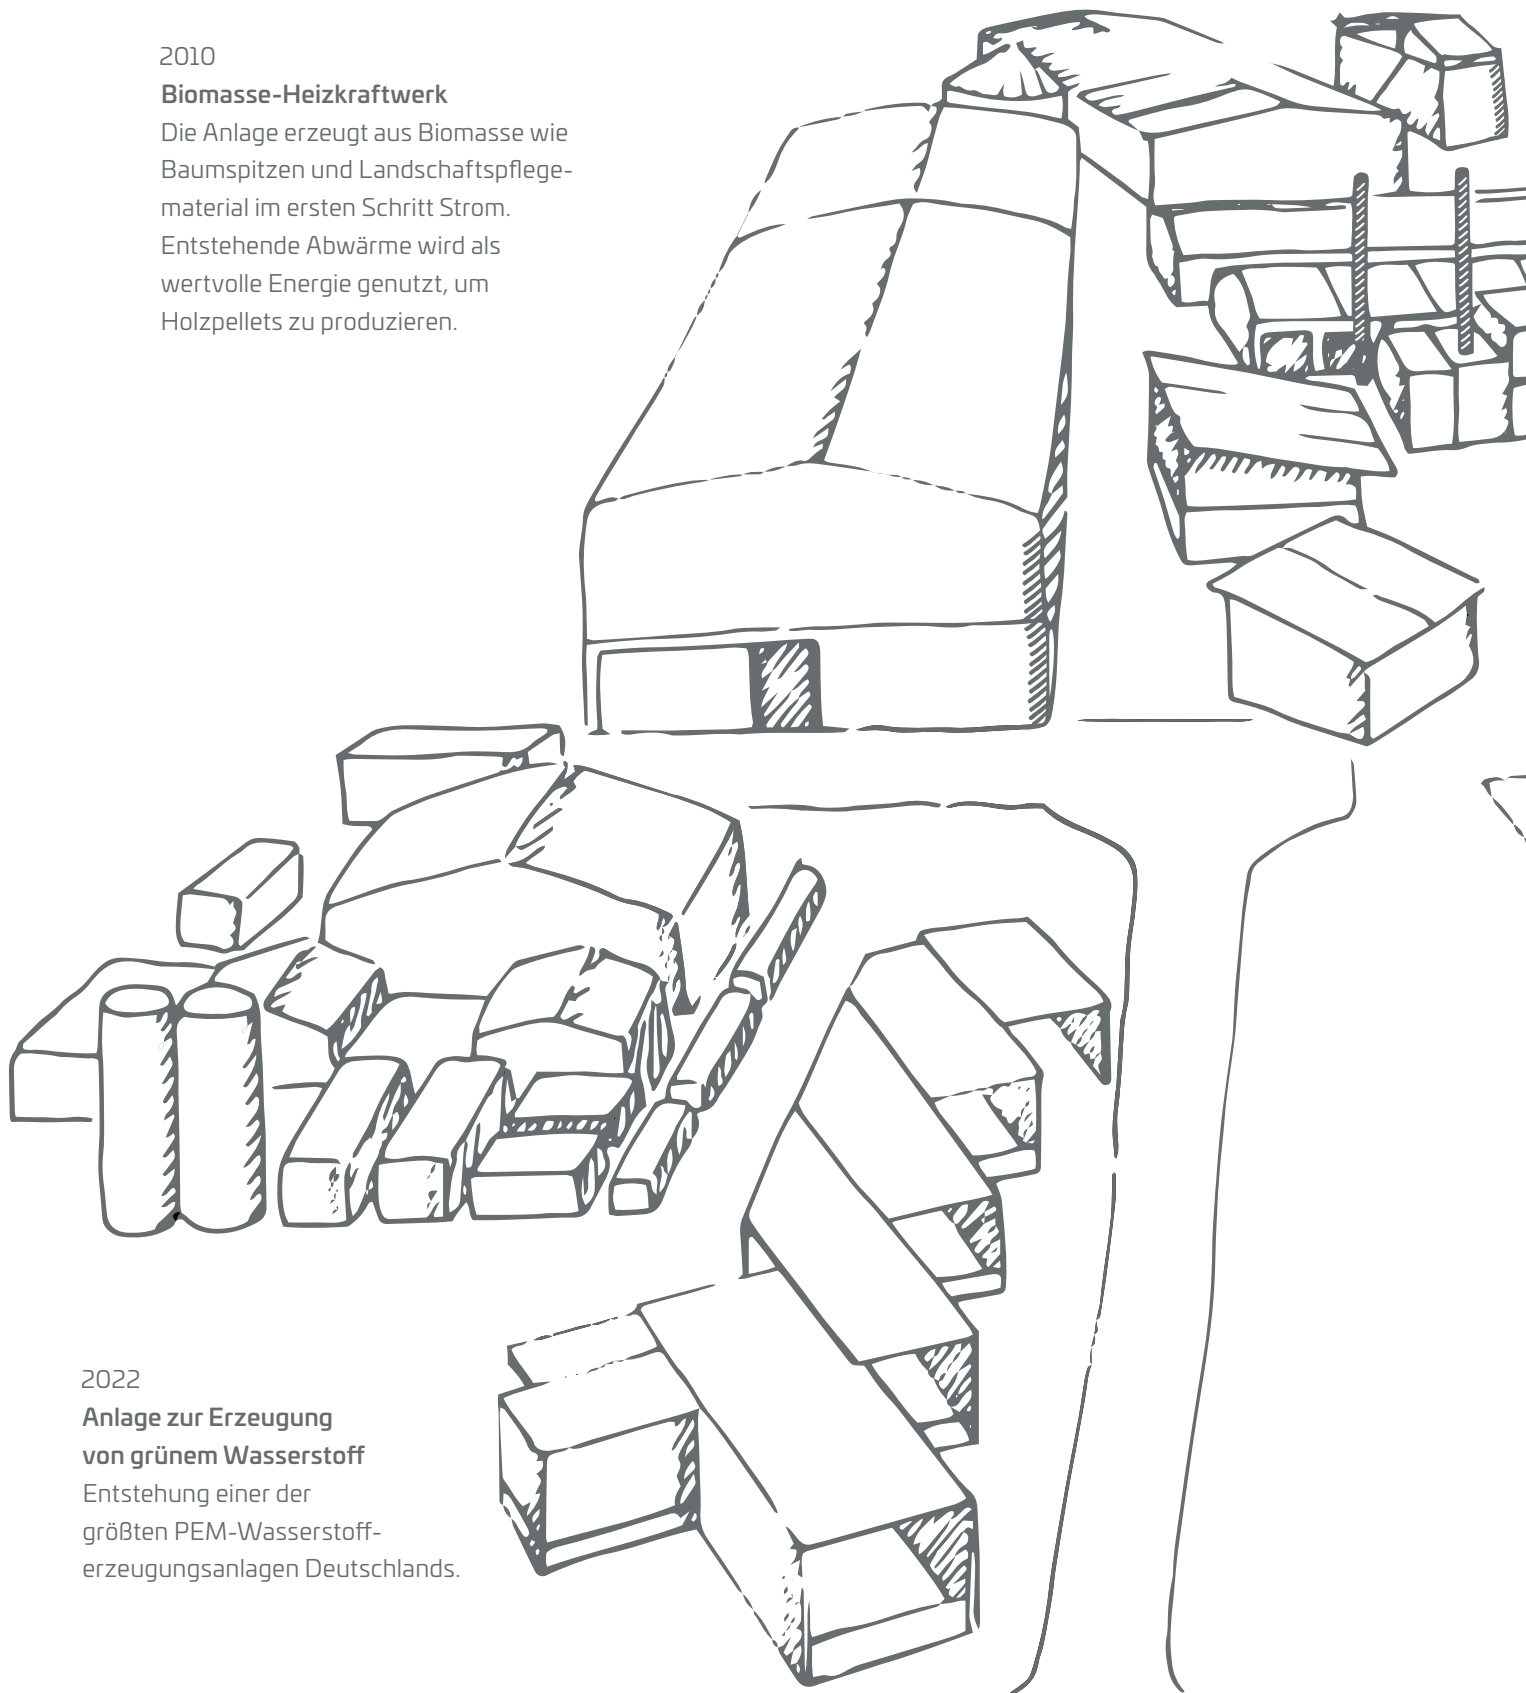 2010
Biomasse-Heizkraftwerk
Die Anlage erzeugt aus Biomasse wie
Baumspitzen und Landschaftspflege-
material im ersten Schritt Strom.
Entstehende Abwärme wird als
wertvolle Energie genutzt, um
Holzpellets zu produzieren.
2022
Anlage zur Erzeugung
von grünem Wasserstoff
Entstehung einer der
größten PEM-Wasserstoff-
erzeugungsanlagen Deutschlands.